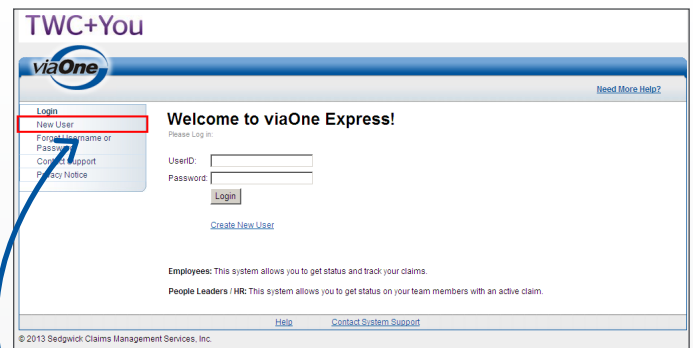 TWC+You
viaOne
Need More Help?
Login
New User
Forgot Username or
Password
Contact Support
Privacy Notice
Welcome to viaOne Express!
Please Log in:
UserID:
Password:
Login
Create New User
Employees: This system allows you to get status and track your claims.
People Leaders / HR: This system allows you to get status on your team members with an active claim.
Help Contact System Support
© 2013 Sedgwick Claims Management Services, Inc.